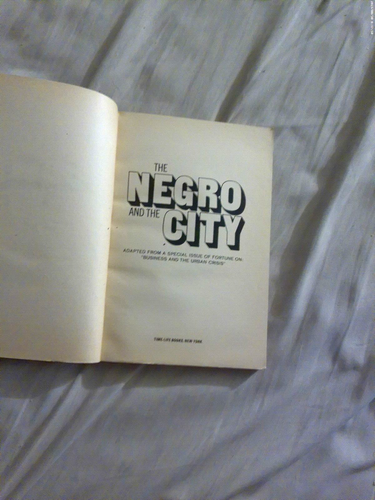 THE
NEGRO
AND THE
CITY
ADAPTED FROM A SPECIAL ISSUE OF FORTUNE ON
"BUSINESS AND THE URBAN CRISIS"
TIME-LIFE BOOKS NEW YORK